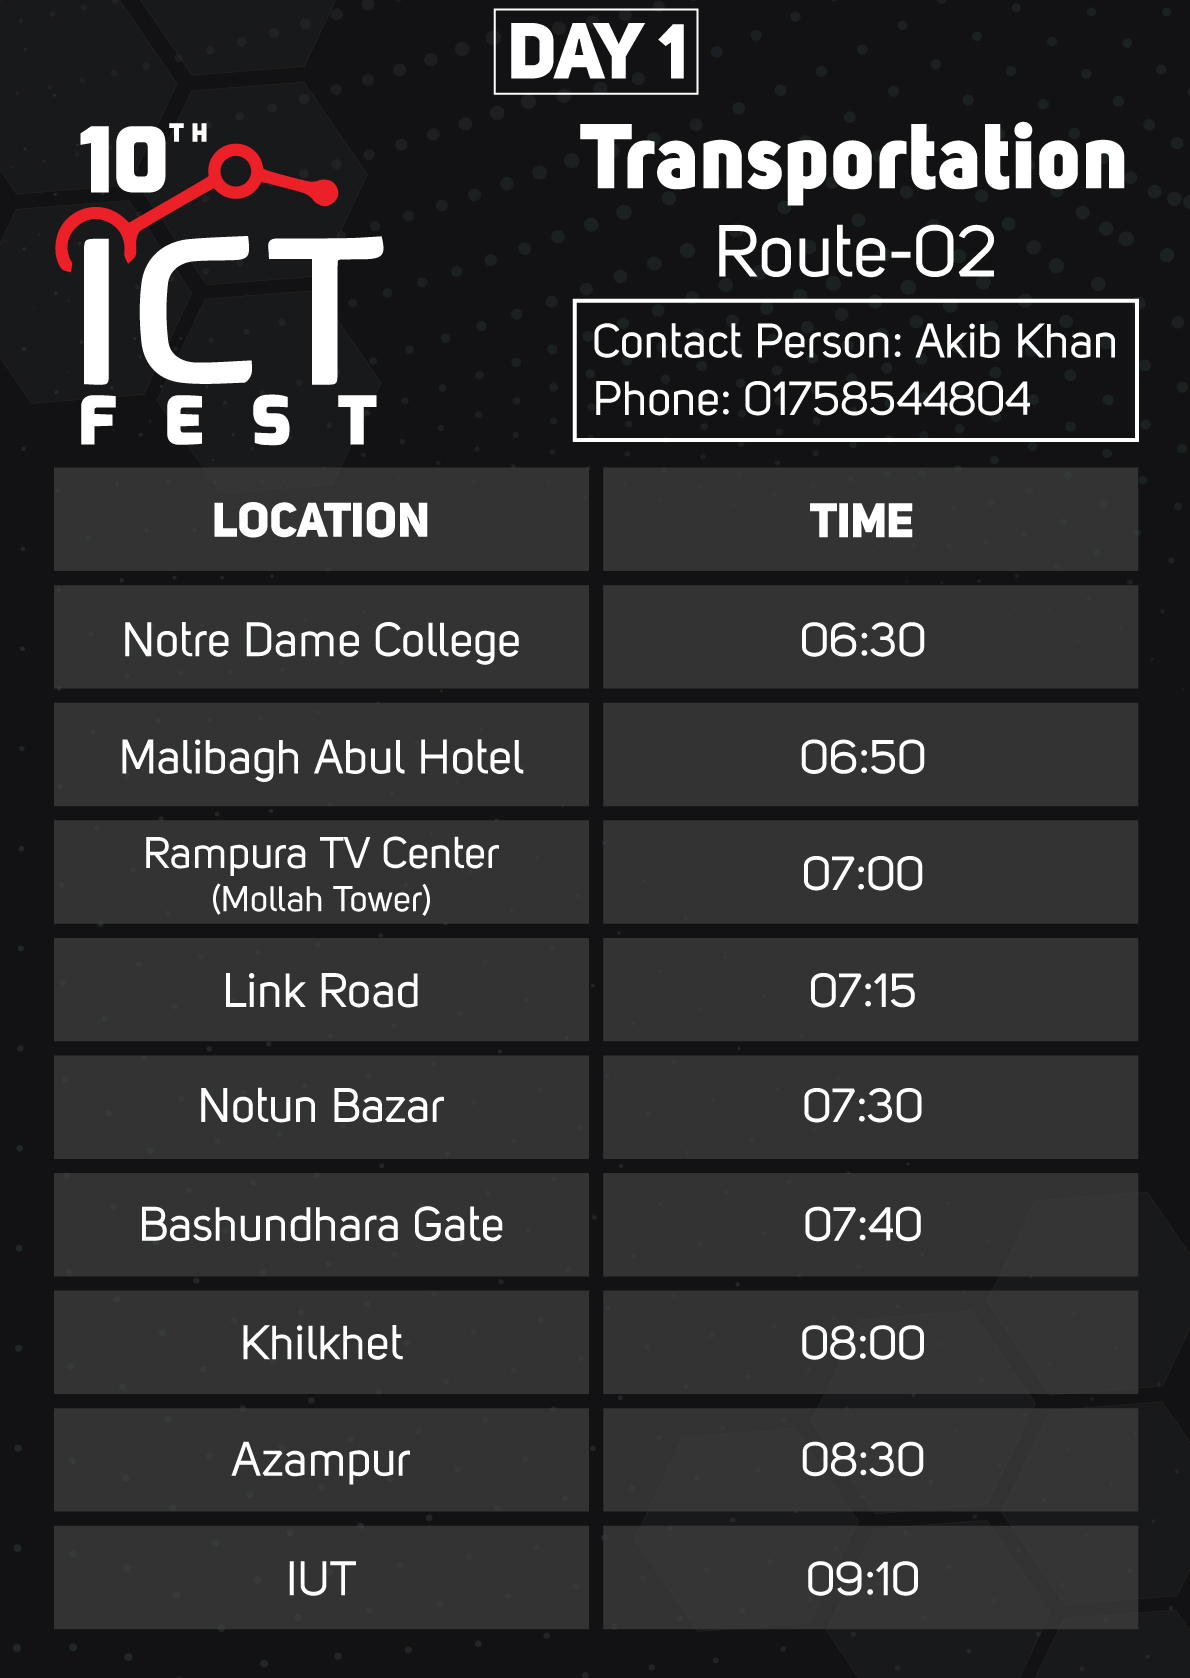 DAY 1
10TH
ICT
FEST
Transportation
Route-02
Contact Person: Akib Khan
Phone: 01758544804
LOCATION TIME
Notre Dame College 06:30
Malibagh Abul Hotel 06:50
Rampura TV Center
(Mollah Tower) 07:00
Link Road 07:15
Notun Bazar 07:30
Bashundhara Gate 07:40
Khilkhet 08:00
Azampur 08:30
IUT 09:10